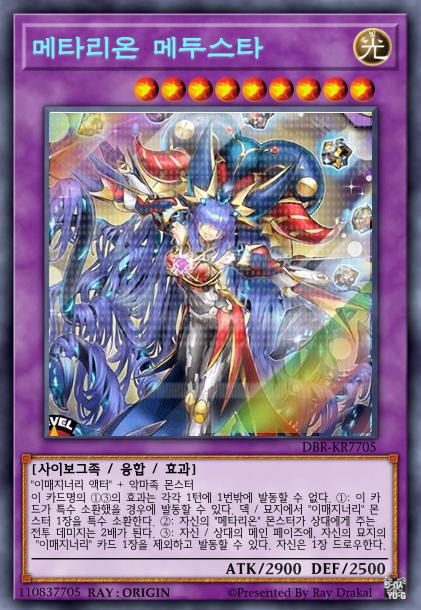 메타리온 메두스타
光
DBR-KR7705
[사이보그족 / 융합 / 효과]
"이매지너리 액터" + 악마족 몬스터
이 카드명의 ①③의 효과는 각각 1턴에 1번밖에 발동할 수 없다. ①: 이 카
드가 특수 소환했을 경우에 발동할 수 있다. 덱 / 묘지에서 "이매지너리" 몬
스터 1장을 특수 소환한다. ②: 자신의 "메타리온" 몬스터가 상대에게 주는
전투 데미지는 2배가 된다. ③: 자신 / 상대의 메인 페이즈에, 자신의 묘지의
"이매지너리" 카드 1장을 제외하고 발동할 수 있다. 자신은 1장 드로우한다.
ATK/2900 DEF/2500
110837705 RAY : ORIGIN ©Presented By Ray Drakal